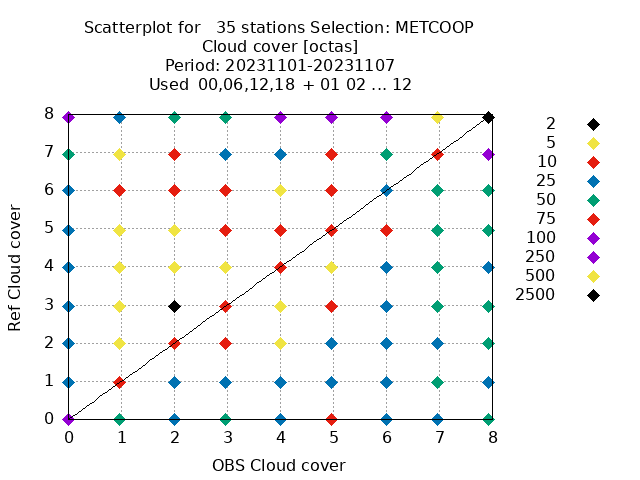 Scatterplot for 35 stations Selection: METCOOP
Cloud cover [octas]
Period: 20231101-20231107
Used 00,06,12,18 + 01 02 ... 12
8
7
6
5
4
3
2
1
0
Ref Cloud cover
0 1 2 3 4 5 6 7 8
OBS Cloud cover
2
5
10
25
50
75
100
250
500
2500